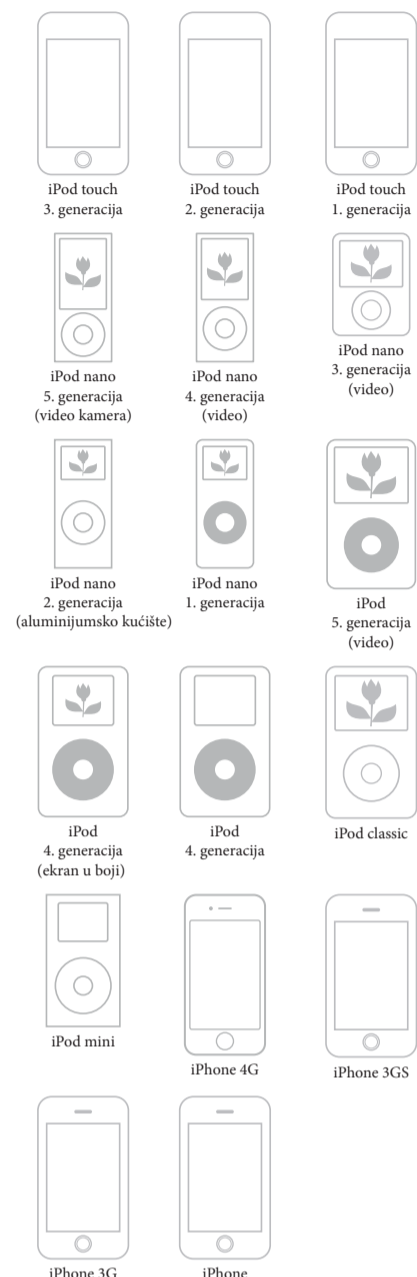 iPod touch
3. generacija
iPod touch
2. generacija
iPod touch
1. generacija
iPod nano
5. generacija
(video kamera)
iPod nano
4. generacija
(video)
iPod nano
3. generacija
(video)
iPod nano
2. generacija
(aluminijumsko kućište)
iPod nano
1. generacija
iPod
5. generacija
(video)
iPod
4. generacija
(ekran u boji)
iPod
4. generacija
iPod classic
iPod mini
iPhone 4G
iPhone 3GS
iPhone 3G
iPhone